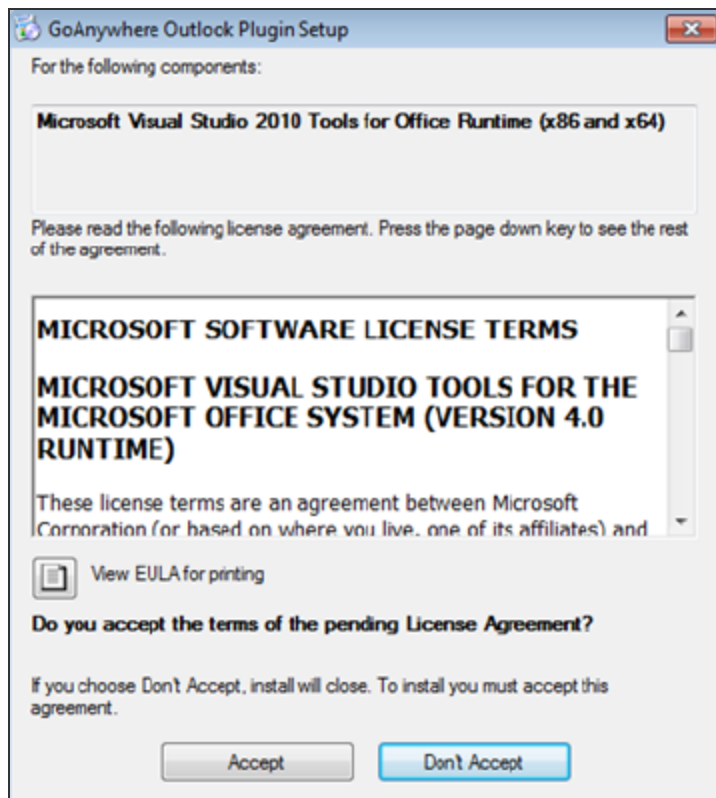 GoAnywhere Outlook Plugin Setup
For the following components:
Microsoft Visual Studio 2010 Tools for Office Runtime (x86 and x64)
Please read the following license agreement. Press the page down key to see the rest
of the agreement.
MICROSOFT SOFTWARE LICENSE TERMS
MICROSOFT VISUAL STUDIO TOOLS FOR THE
MICROSOFT OFFICE SYSTEM (VERSION 4.0
RUNTIME)
These license terms are an agreement between Microsoft
Corporation (or based on where you live, one of its affiliates) and
View EULA for printing
Do you accept the terms of the pending License Agreement?
If you choose Don't Accept, install will close. To install you must accept this
agreement.
Accept
Don't Accept